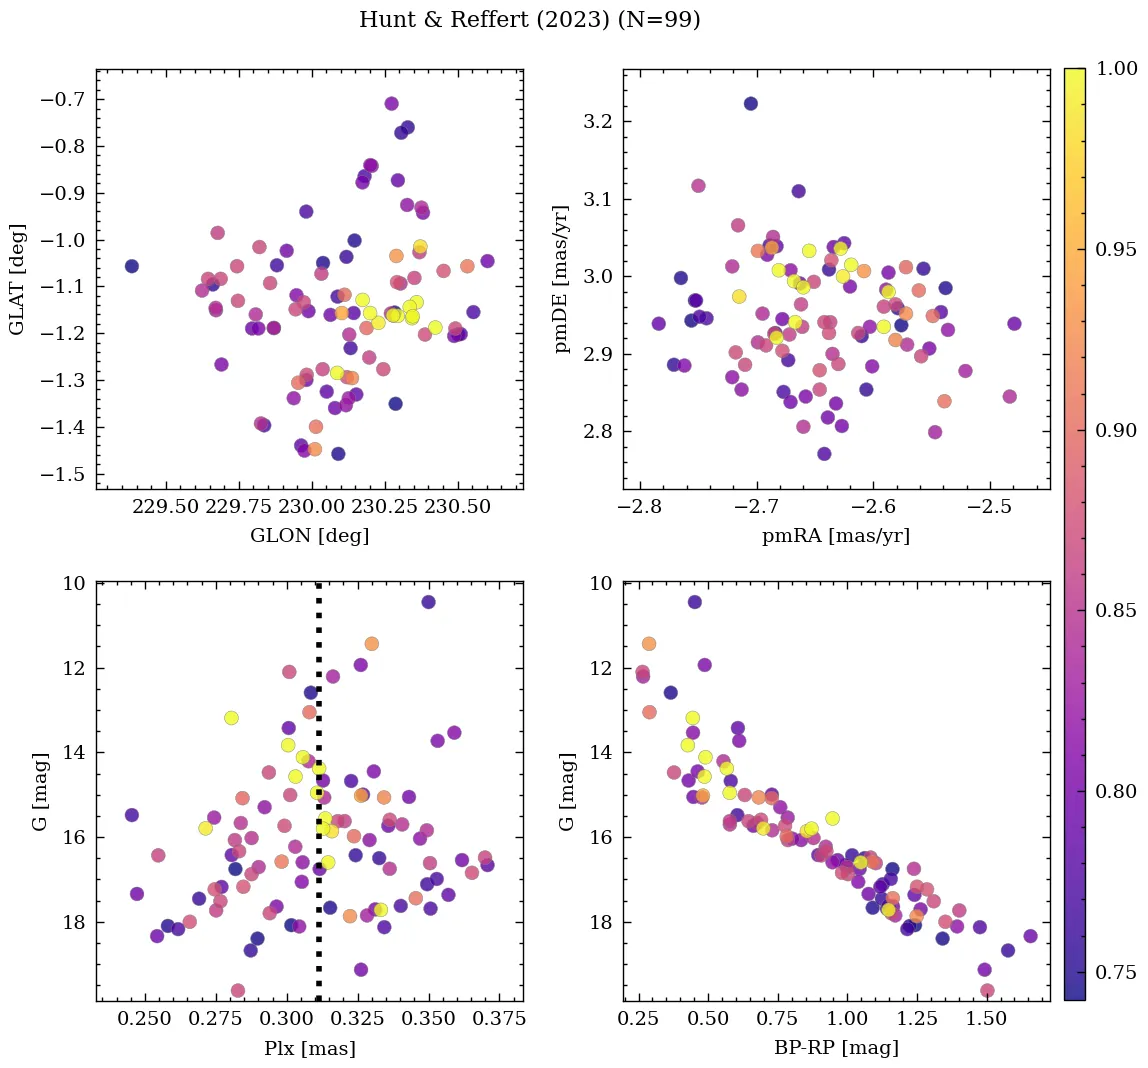 Hunt & Reffert (2023) (N=99)
GLAT [deg]
−0.7
−0.8
−0.9
−1.0
−1.1
−1.2
−1.3
−1.4
−1.5
229.50 229.75 230.00 230.25 230.50
GLON [deg]
pmDE [mas/yr]
3.2
3.1
3.0
2.9
2.8
−2.8 −2.7 −2.6 −2.5
pmRA [mas/yr]
G [mag]
10
12
14
16
18
0.250 0.275 0.300 0.325 0.350 0.375
Plx [mas]
G [mag]
10
12
14
16
18
0.25 0.50 0.75 1.00 1.25 1.50
BP-RP [mag]
1.00
0.95
0.90
0.85
0.80
0.75